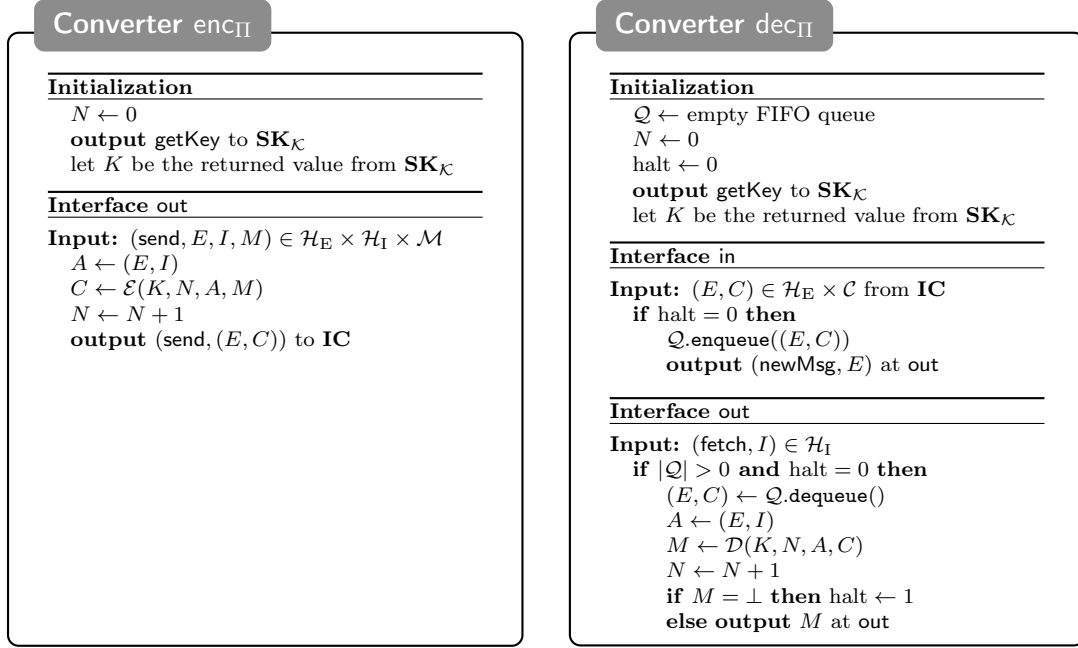 Converter enc_Π
Initialization
N ← 0
output getKey to SK_𝒦
let K be the returned value from SK_𝒦
Interface out
Input: (send, E, I, M) ∈ ℋ_E × ℋ_I × ℳ
A ← (E, I)
C ← ℰ(K, N, A, M)
N ← N + 1
output (send, (E, C)) to IC
Converter dec_Π
Initialization
𝒬 ← empty FIFO queue
N ← 0
halt ← 0
output getKey to SK_𝒦
let K be the returned value from SK_𝒦
Interface in
Input: (E, C) ∈ ℋ_E × 𝒞 from IC
if halt = 0 then
𝒬.enqueue((E, C))
output (newMsg, E) at out
Interface out
Input: (fetch, I) ∈ ℋ_I
if |𝒬| > 0 and halt = 0 then
(E, C) ← 𝒬.dequeue()
A ← (E, I)
M ← 𝒟(K, N, A, C)
N ← N + 1
if M = ⊥ then halt ← 1
else output M at out